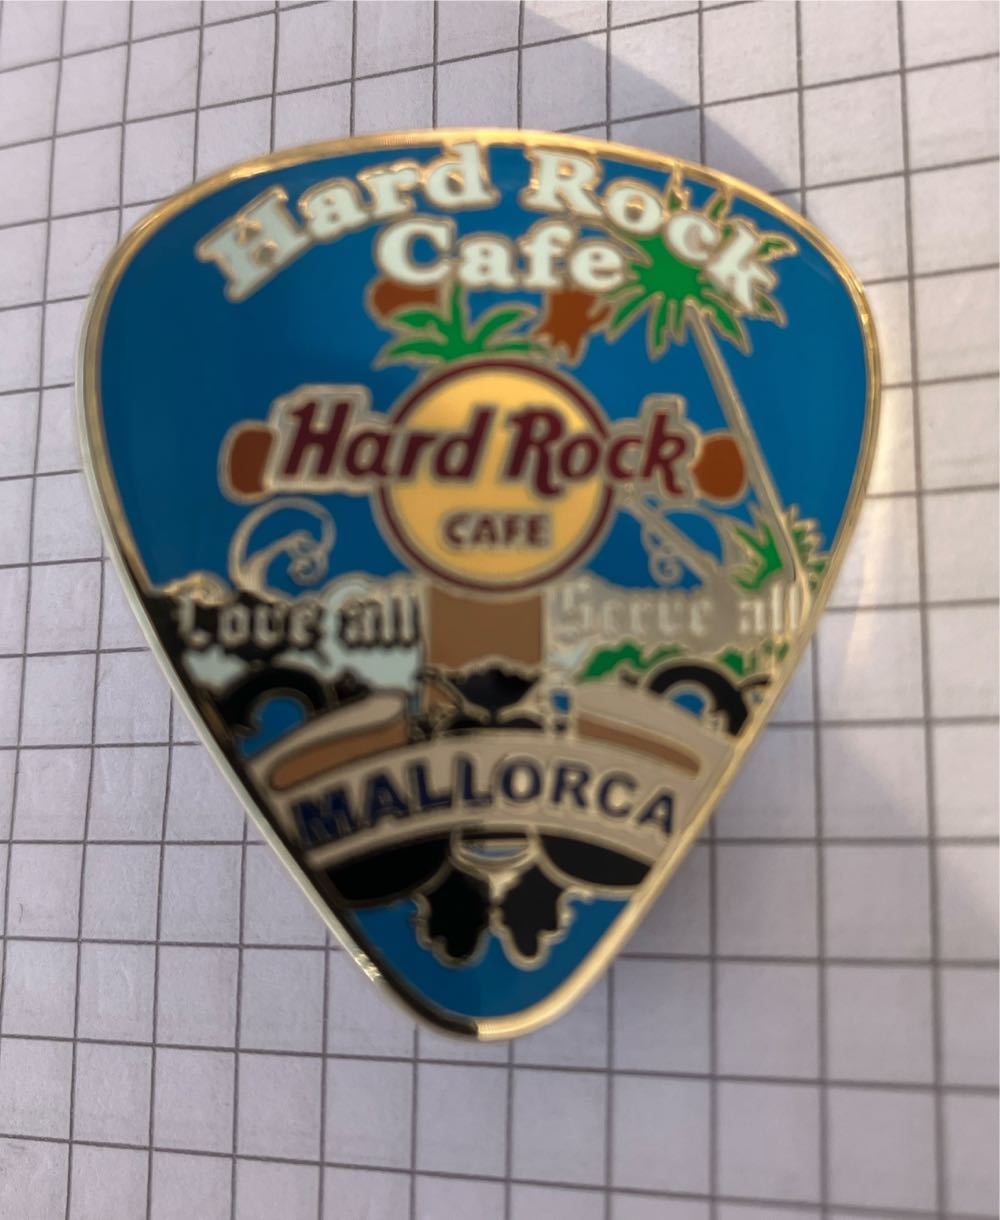 Hard Rock
Cafe
Hard Rock
CAFE
Love all Serve all
MALLORCA